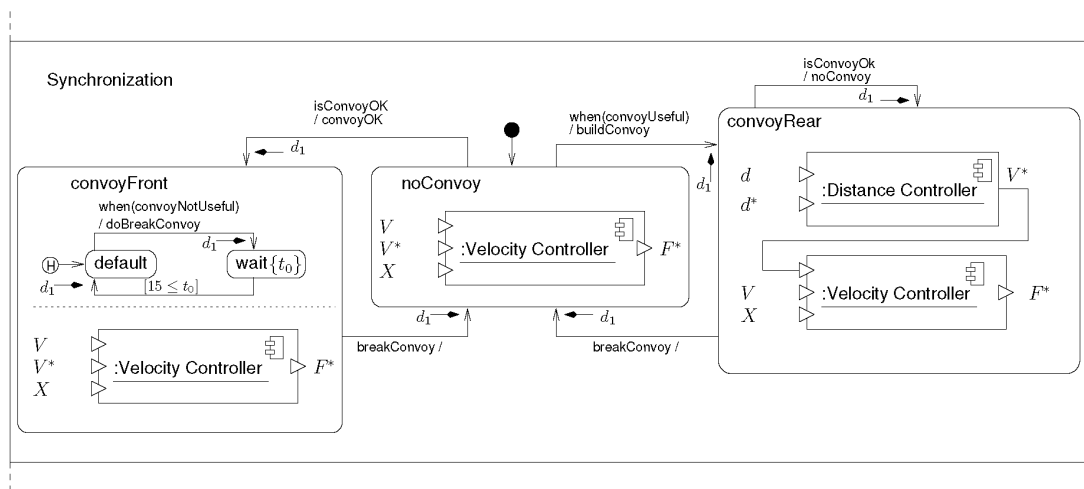 Synchronization
isConvoyOK
/ convoyOK
d₁
when(convoyUseful)
/ buildConvoy
d₁
isConvoyOk
/ noConvoy
d₁
convoyFront
when(convoyNotUseful)
/ doBreakConvoy
d₁
H
default
wait{t₀}
d₁
[15 ≤ t₀]
V
V*
X
:Velocity Controller
F*
noConvoy
V
V*
X
:Velocity Controller
F*
convoyRear
d
d*
:Distance Controller
V*
V
X
:Velocity Controller
F*
d₁
breakConvoy /
d₁
breakConvoy /